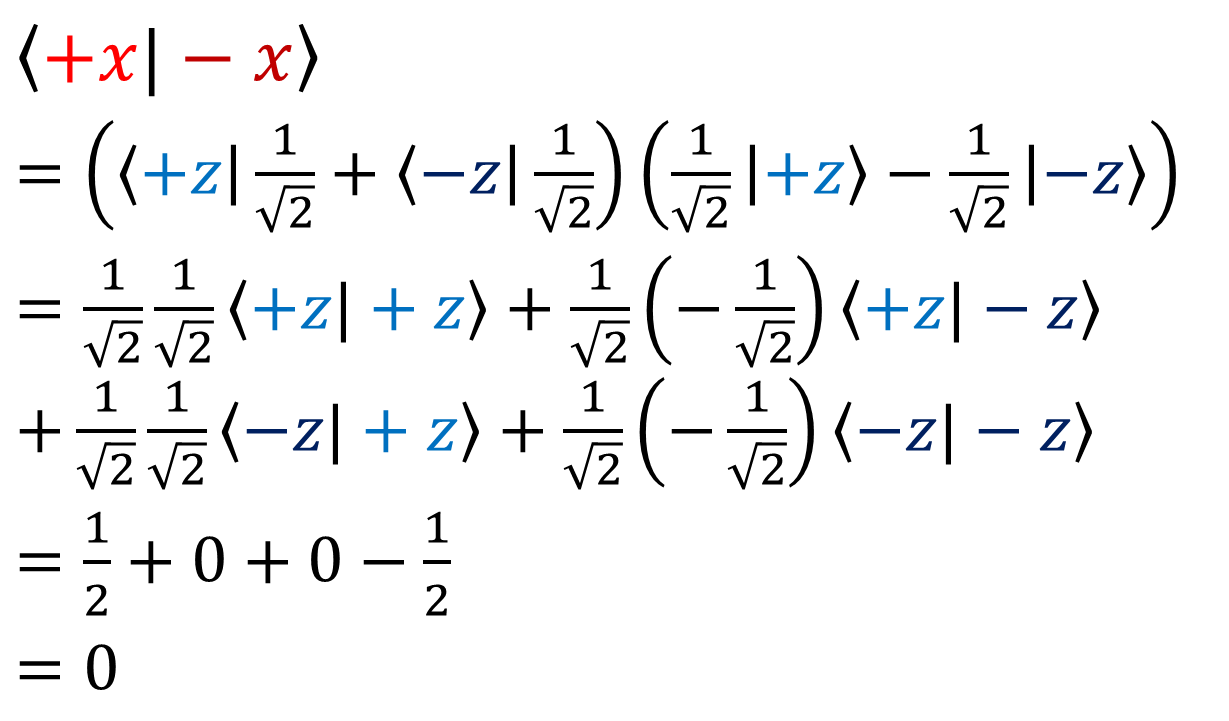 ⟨+x|−x⟩
= (⟨+z| 1/√2 + ⟨−z| 1/√2) (1/√2 |+z⟩ − 1/√2 |−z⟩)
= 1/√2 1/√2 ⟨+z|+z⟩ + 1/√2 (−1/√2) ⟨+z|−z⟩
+ 1/√2 1/√2 ⟨−z|+z⟩ + 1/√2 (−1/√2) ⟨−z|−z⟩
= 1/2 + 0 + 0 − 1/2
= 0